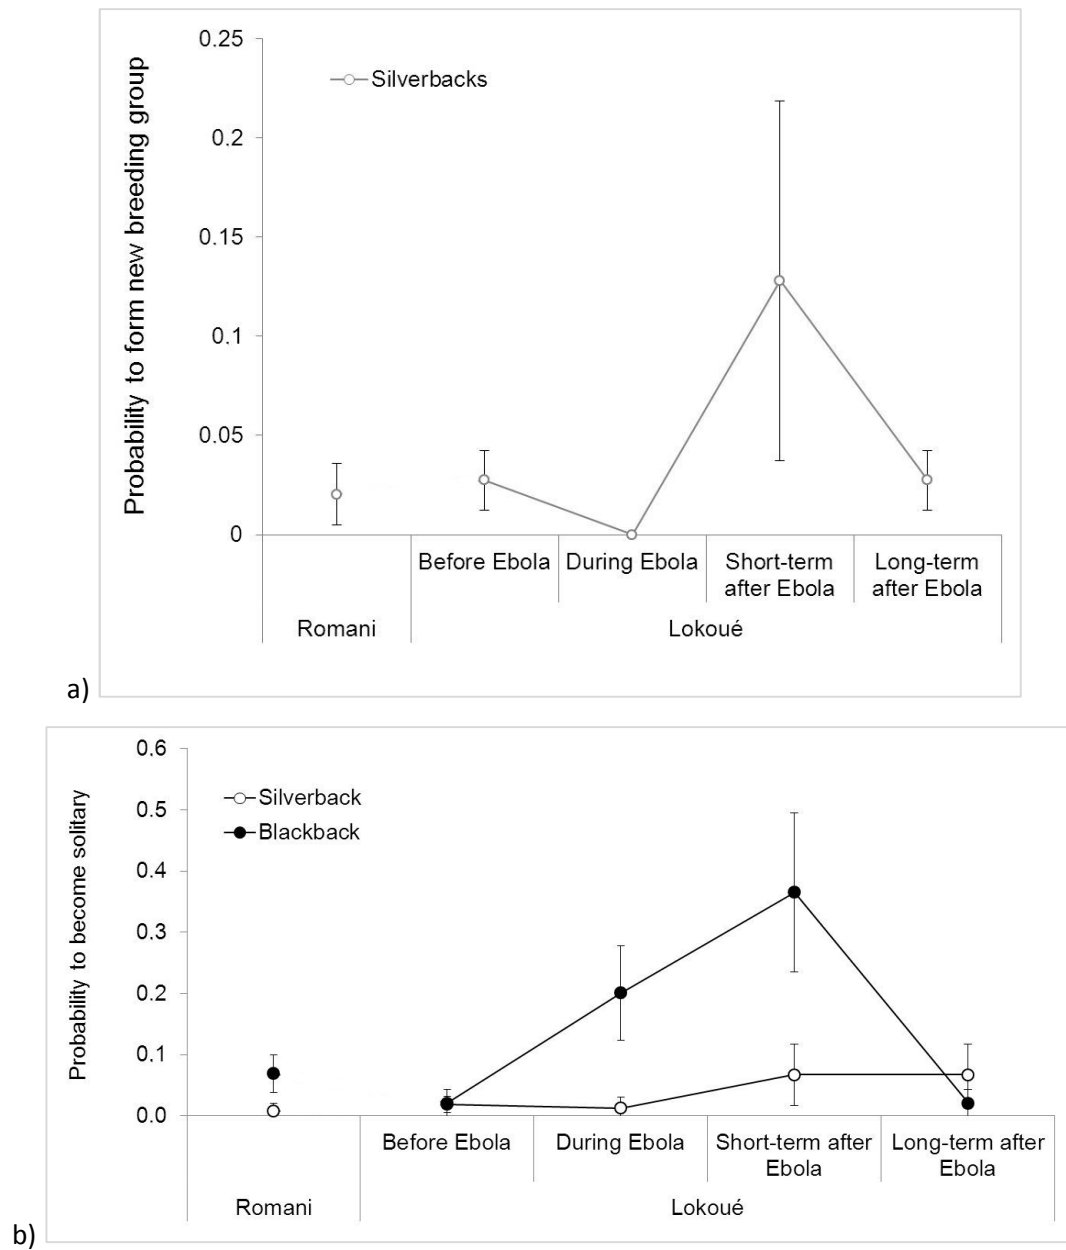 0.25
Silverbacks
0.2
0.15
0.1
0.05
0
Probability to form new breeding group
Before Ebola
During Ebola
Short-term
after Ebola
Long-term
after Ebola
Romani
Lokoué
a)
0.6
0.5
0.4
0.3
0.2
0.1
0.0
Probability to become solitary
Silverback
Blackback
Before Ebola
During Ebola
Short-term after
Ebola
Long-term after
Ebola
Romani
Lokoué
b)